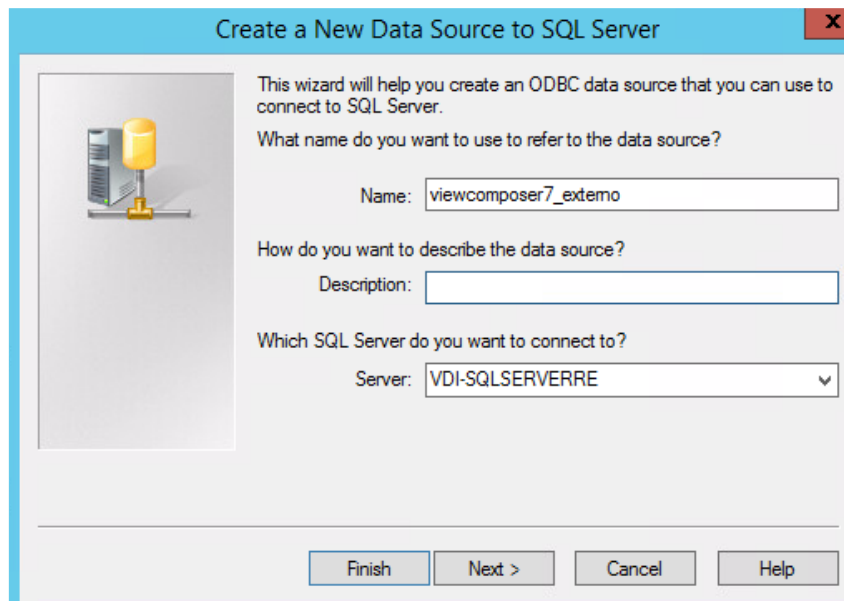 Create a New Data Source to SQL Server
x
This wizard will help you create an ODBC data source that you can use to
connect to SQL Server.
What name do you want to use to refer to the data source?
Name: viewcomposer7_externo
How do you want to describe the data source?
Description:
Which SQL Server do you want to connect to?
Server: VDI-SQLSERVERRE
Finish
Next >
Cancel
Help